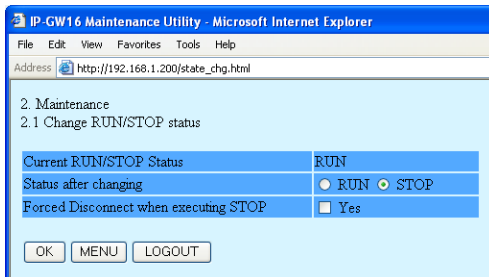 IP-GW16 Maintenance Utility - Microsoft Internet Explorer
File Edit View Favorites Tools Help
Address http://192.168.1.200/state_chg.html
2. Maintenance
2.1 Change RUN/STOP status
Current RUN/STOP Status RUN
Status after changing RUN STOP
Forced Disconnect when executing STOP Yes
OK MENU LOGOUT